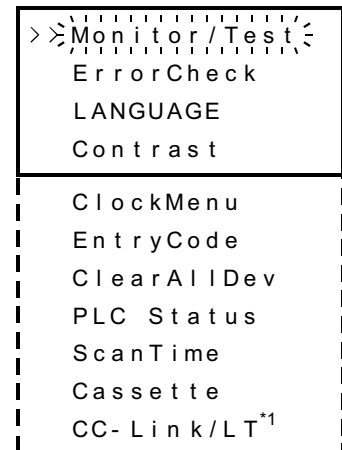 >>Monitor/Test
ErrorCheck
LANGUAGE
Contrast
ClockMenu
EntryCode
ClearAllDev
PLC Status
ScanTime
Cassette
CC-Link/LT*1